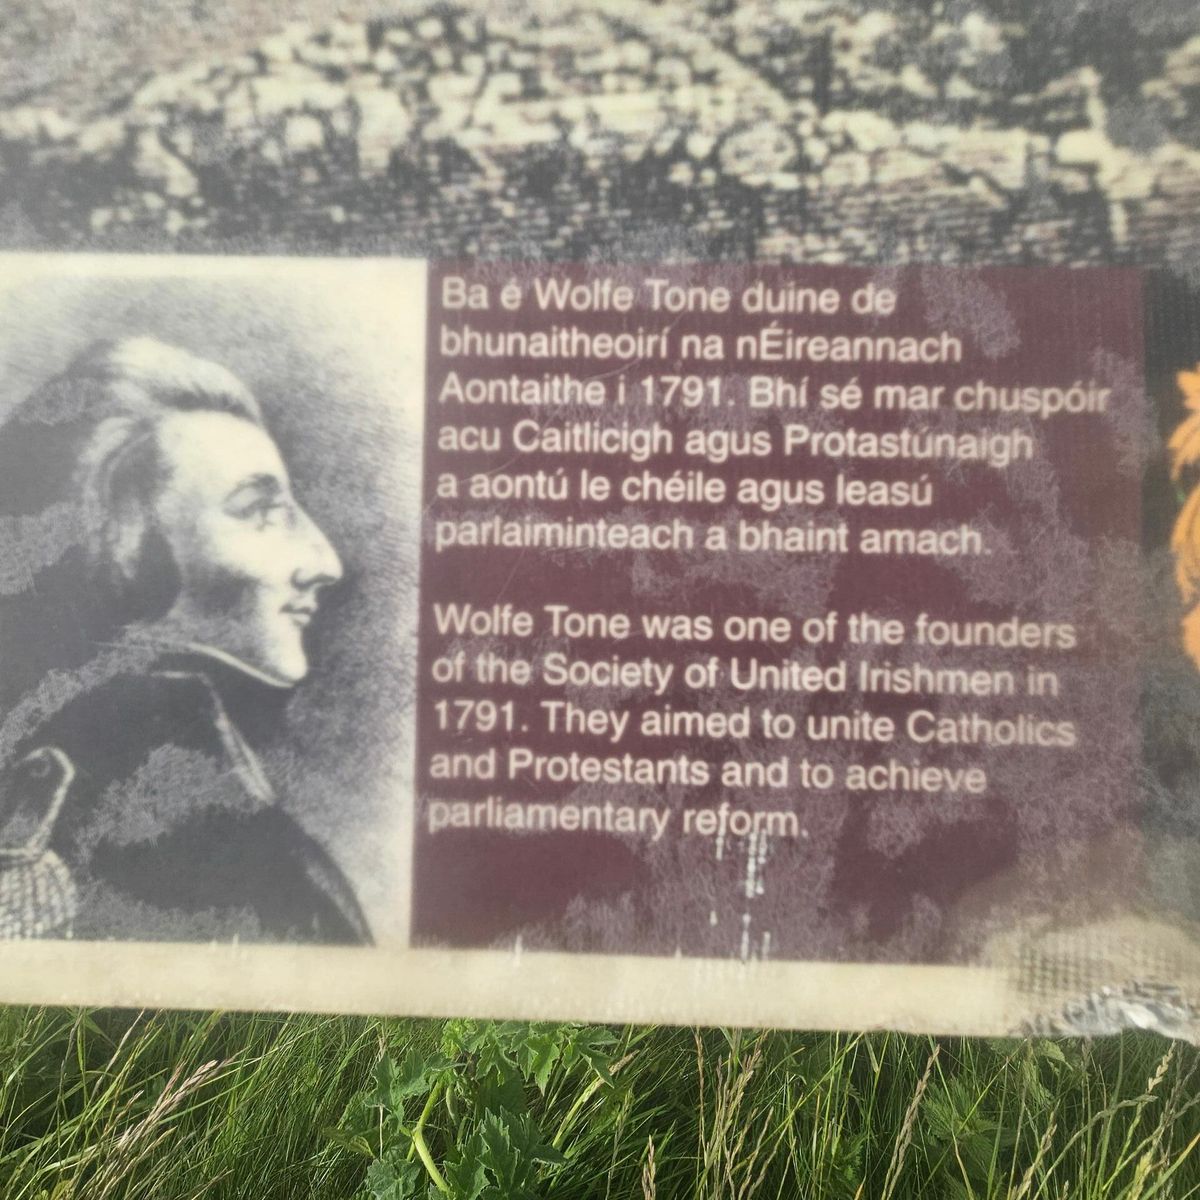 Ba é Wolfe Tone duine de
bhunaitheoirí na nÉireannach
Aontaithe i 1791. Bhí sé mar chuspóir
acu Caitlicigh agus Protastúnaigh
a aontú le chéile agus leasú
parlaiminteach a bhaint amach.
Wolfe Tone was one of the founders
of the Society of United Irishmen in
1791. They aimed to unite Catholics
and Protestants and to achieve
parliamentary reform.